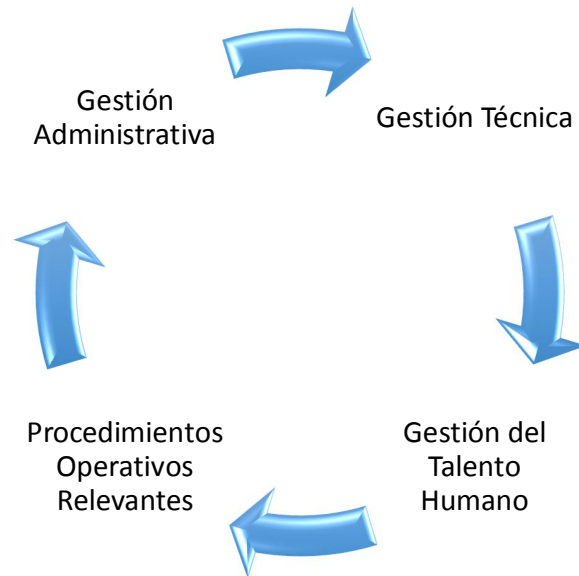 Gestión
Administrativa
Gestión Técnica
Gestión del
Talento
Humano
Procedimientos
Operativos
Relevantes